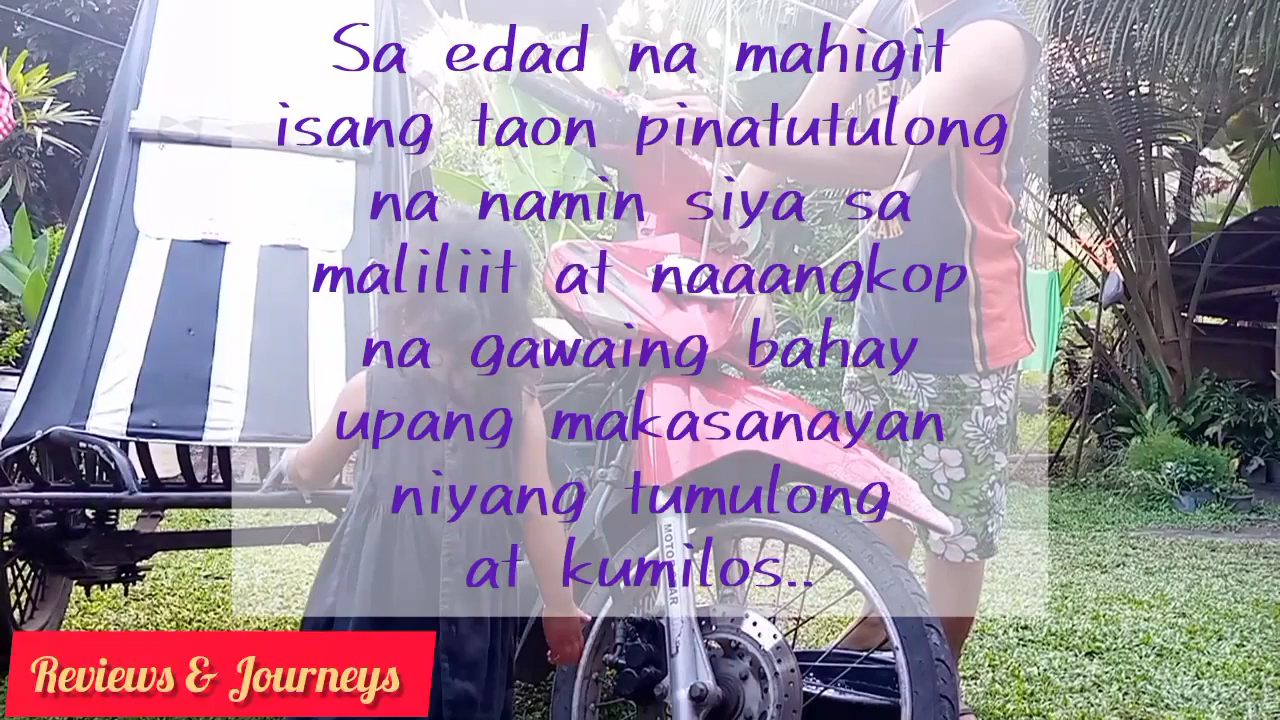 Sa edad na mahigit
isang taon pinatutulong
na namin siya sa
maliliit at naaangkop
na gawaing bahay
upang makasanayan
niyang tumulong
at kumilos..
Reviews & Journeys